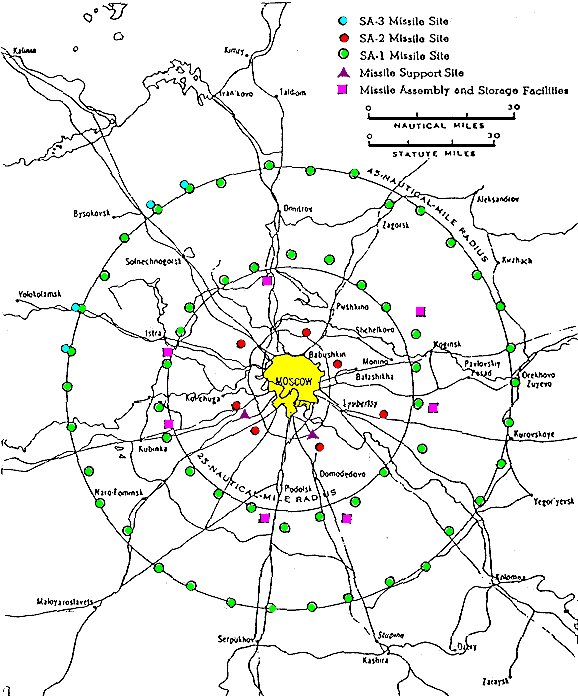 SA-3 Missile Site
SA-2 Missile Site
SA-1 Missile Site
Missile Support Site
Missile Assembly and Storage Facilities
0 30
NAUTICAL MILES
0 30
STATUTE MILES
Kalinin
Kimry
Ivan'kovo
Taldom
45-NAUTICAL-MILE RADIUS
Aleksandrov
Bysokovsk
Dmitrov
Zagorsk
Solnechnogorsk
Kirzhach
Volokolamsk
Pushkino
Istra
Shchelkovo
Noginsk
Babushkin
Monino
Pavlovskiy
Posad
Orekhovo
Zuyevo
MOSCOW
Balashikha
Lyubertsy
Kurovskoye
Kubinka
Domodedovo
Podolsk
25-NAUTICAL-MILE RADIUS
Naro-Fominsk
Yegor'yevsk
Kolomna
Maloyaroslavets
Serpukhov
Stupino
Kashira
Zaraysk